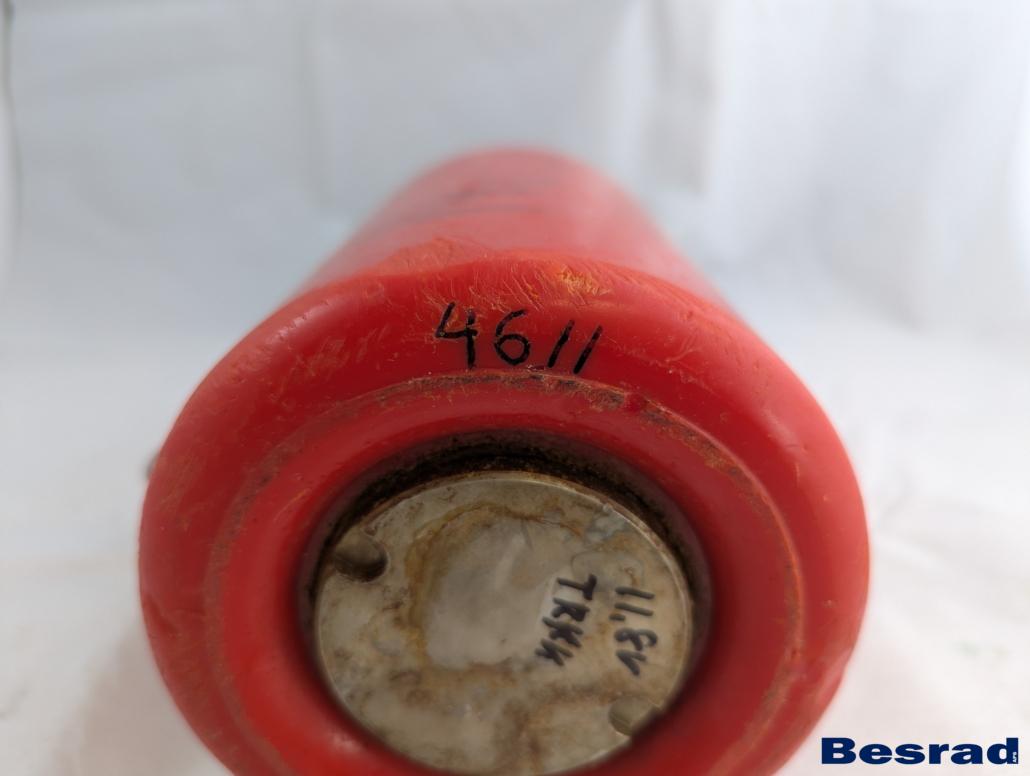 4611
11,8V
TRKK
Besrad